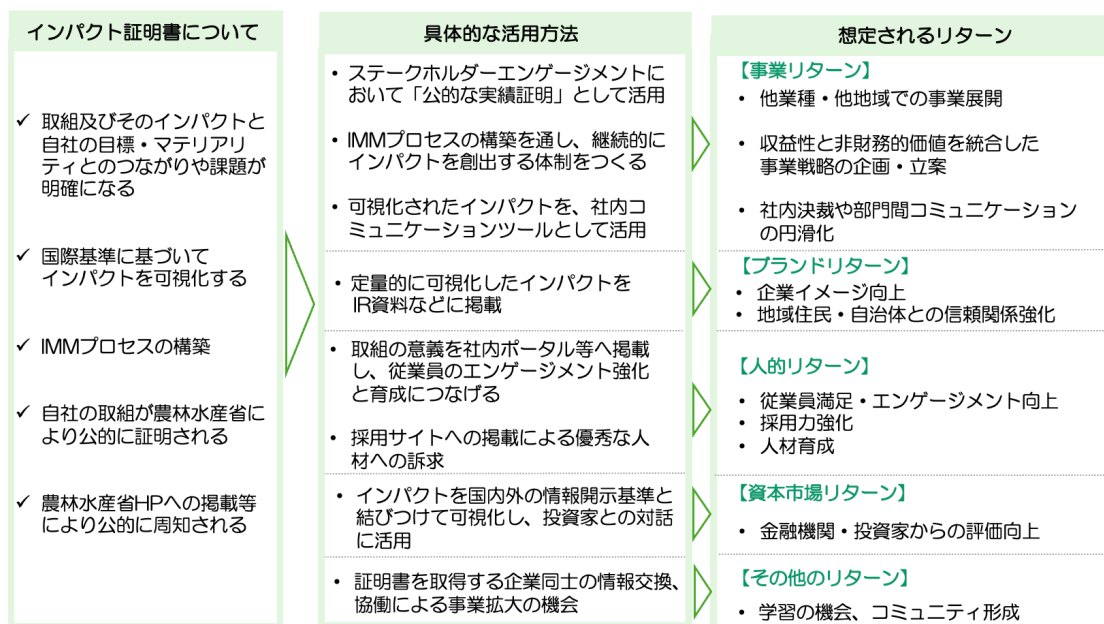 インパクト証明書について
✓ 取組及びそのインパクトと
自社の目標・マテリアリ
ティとのつながりや課題が
明確になる
✓ 国際基準に基づいて
インパクトを可視化する
✓ IMMプロセスの構築
✓ 自社の取組が農林水産省に
より公的に証明される
✓ 農林水産省HPへの掲載等
により公的に周知される
具体的な活用方法
• ステークホルダーエンゲージメントに
おいて「公的な実績証明」として活用
• IMMプロセスの構築を通し、継続的に
インパクトを創出する体制をつくる
• 可視化されたインパクトを、社内コ
ミュニケーションツールとして活用
• 定量的に可視化したインパクトを
IR資料などに掲載
• 取組の意義を社内ポータル等へ掲載
し、従業員のエンゲージメント強化
と育成につなげる
• 採用サイトへの掲載による優秀な人
材への訴求
• インパクトを国内外の情報開示基準と
結びつけて可視化し、投資家との対話
に活用
• 証明書を取得する企業同士の情報交換、
協働による事業拡大の機会
想定されるリターン
【事業リターン】
• 他業種・他地域での事業展開
• 収益性と非財務的価値を統合した
事業戦略の企画・立案
• 社内決裁や部門間コミュニケーション
の円滑化
【ブランドリターン】
• 企業イメージ向上
• 地域住民・自治体との信頼関係強化
【人的リターン】
• 従業員満足・エンゲージメント向上
• 採用力強化
• 人材育成
【資本市場リターン】
• 金融機関・投資家からの評価向上
【その他のリターン】
• 学習の機会、コミュニティ形成